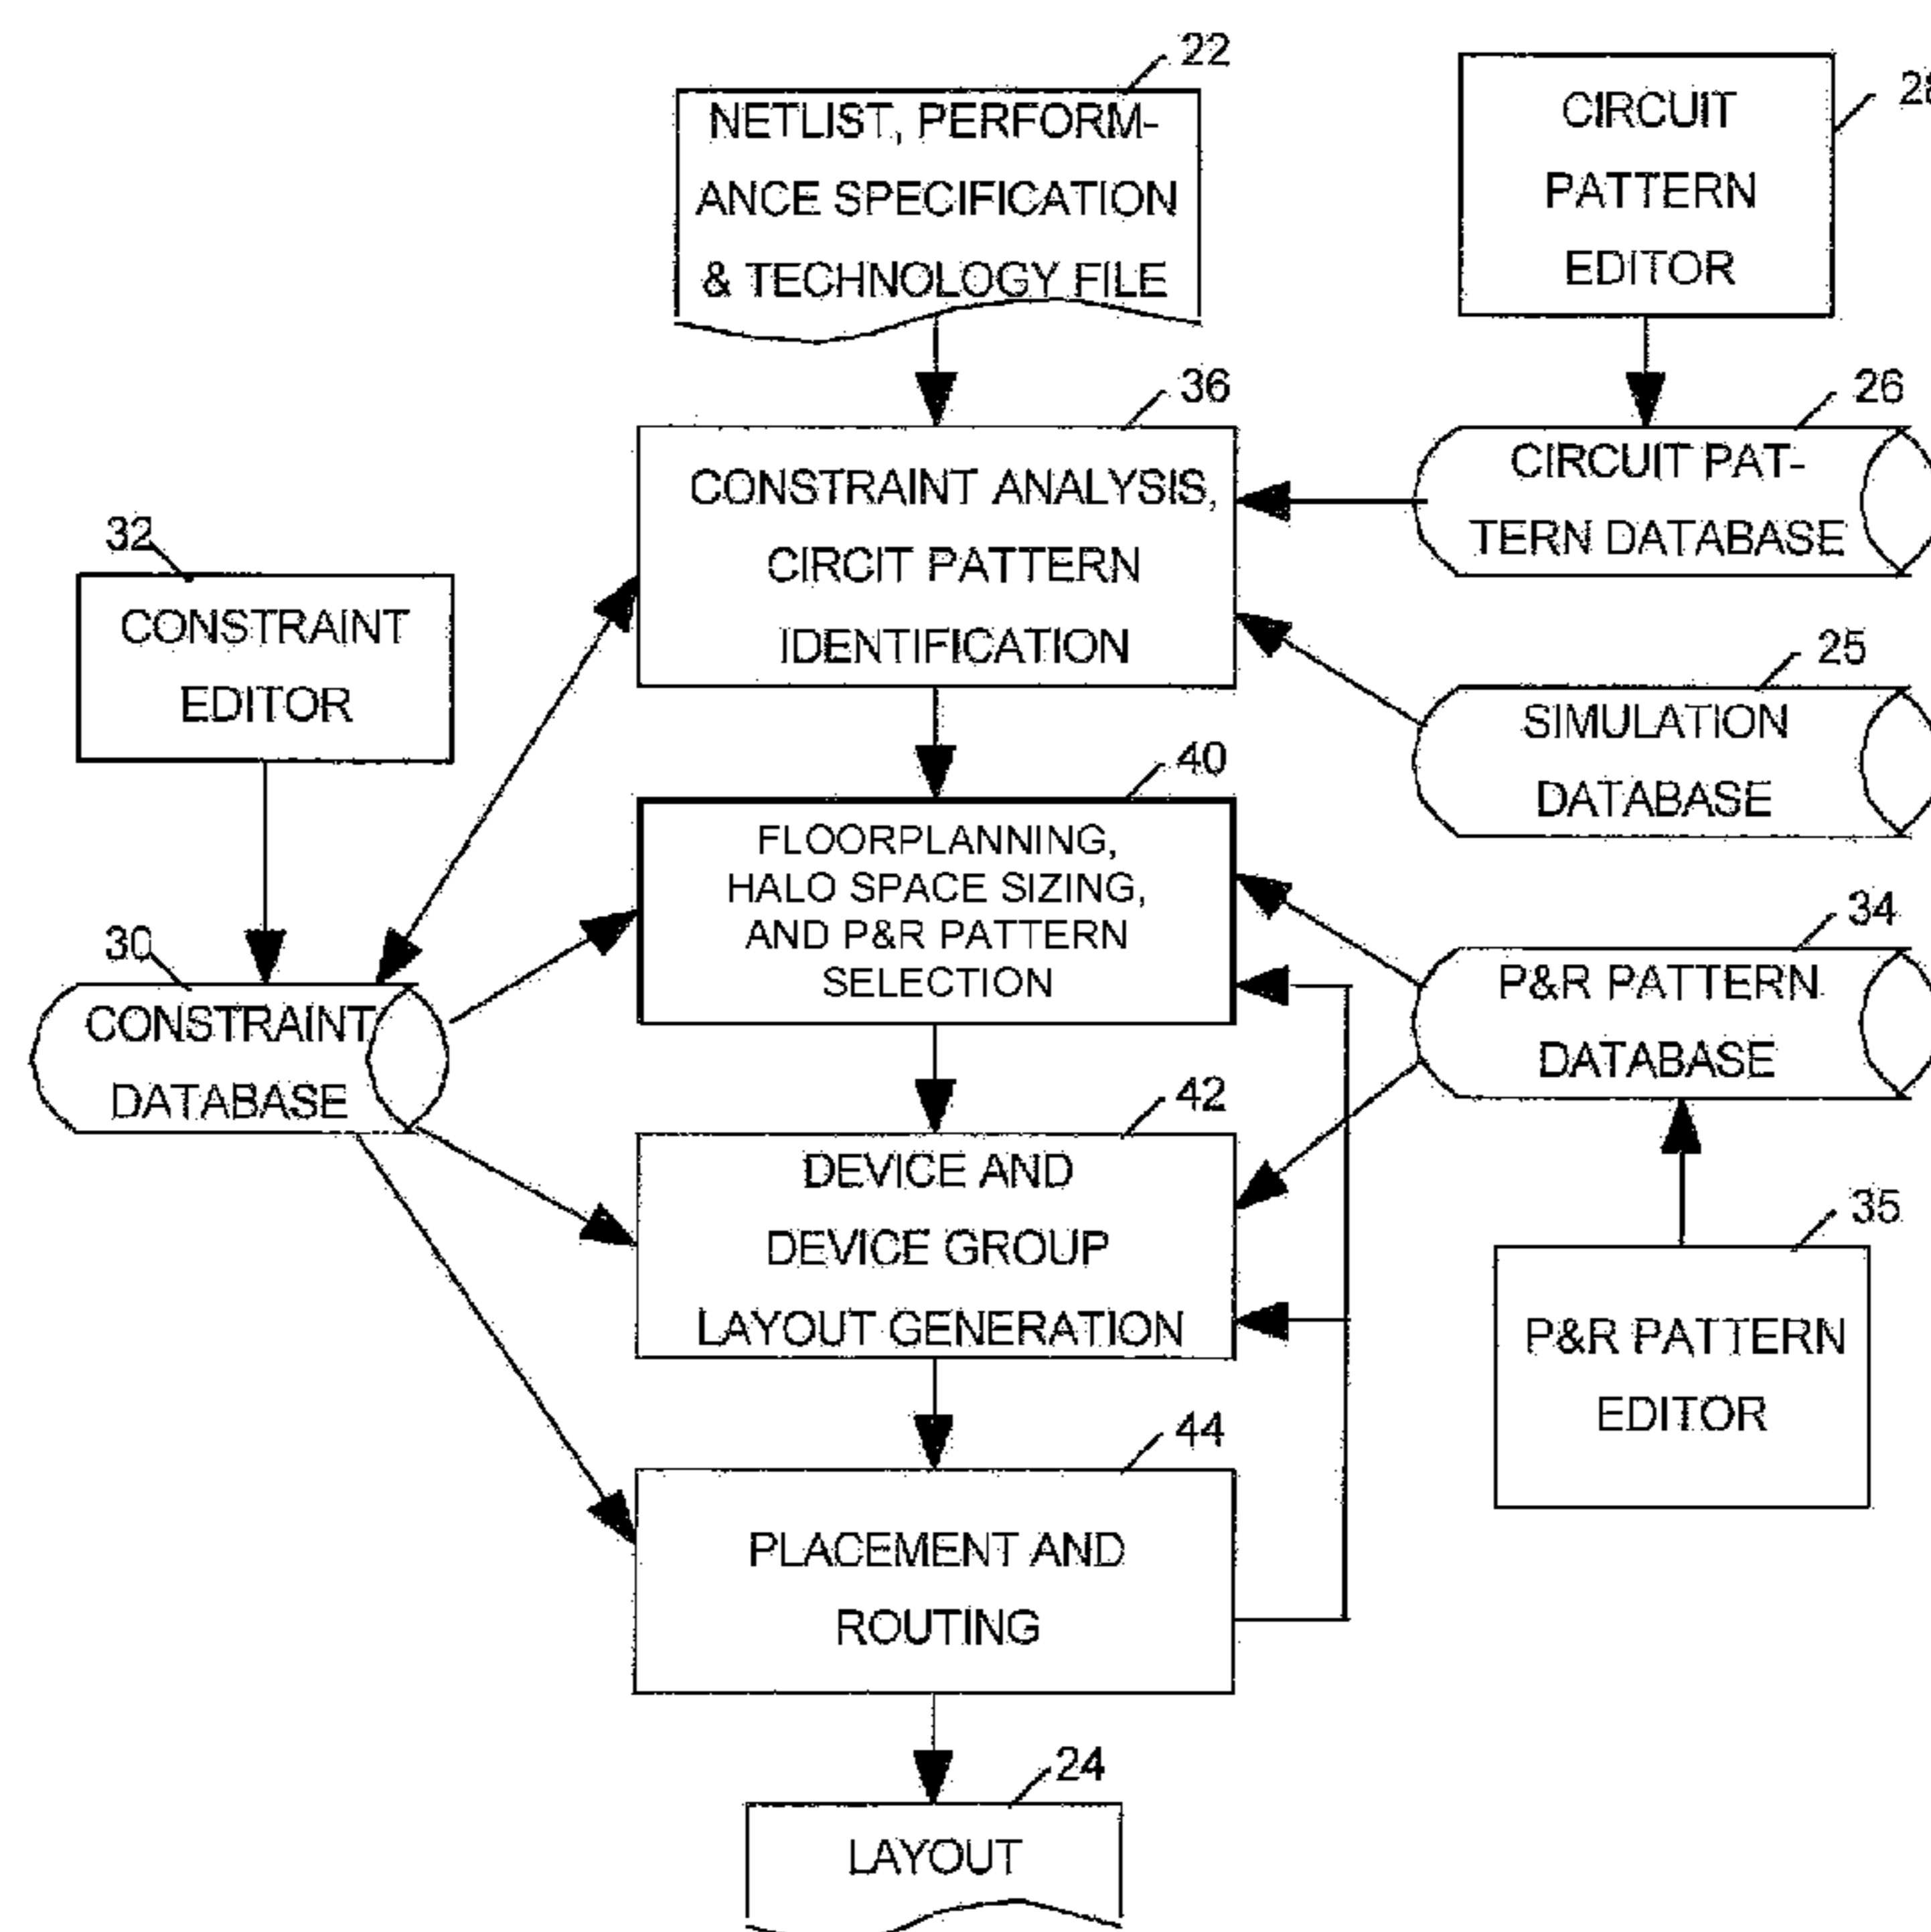 22
NETLIST, PERFORM-
ANCE SPECIFICATION
& TECHNOLOGY FILE
CIRCUIT
PATTERN
EDITOR
36
CONSTRAINT ANALYSIS,
CIRCIT PATTERN
IDENTIFICATION
26
CIRCUIT PAT-
TERN DATABASE
32
CONSTRAINT
EDITOR
25
SIMULATION
DATABASE
40
FLOORPLANNING,
HALO SPACE SIZING,
AND P&R PATTERN
SELECTION
34
P&R PATTERN
DATABASE
30
CONSTRAINT
DATABASE
42
DEVICE AND
DEVICE GROUP
LAYOUT GENERATION
35
P&R PATTERN
EDITOR
44
PLACEMENT AND
ROUTING
24
LAYOUT